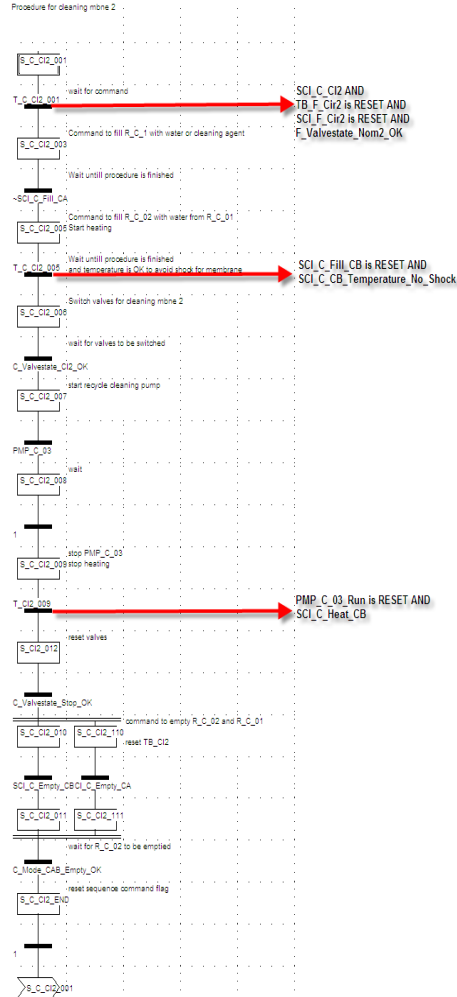 Procedure for cleaning mbne 2
S_C_CI2_001
wait for command
T_C_CI2_001
SCI_C_CI2 AND
TB_F_Cir2 is RESET AND
SCI_F_Cir2 is RESET AND
F_Valvestate_Nom2_OK
Command to fill R_C_1 with water or cleaning agent
S_C_CI2_003
Wait untill procedure is finished
~SCI_C_Fill_CA
Command to fill R_C_02 with water from R_C_01
S_C_CI2_005
Start heating
Wait untill procedure is finished
T_C_CI2_005
and temperature is OK to avoid shock for membrane
SCI_C_Fill_CB is RESET AND
SCI_C_CB_Temperature_No_Shock
Switch valves for cleaning mbne 2
S_C_CI2_006
wait for valves to be switched
C_Valvestate_CI2_OK
start recycle cleaning pump
S_C_CI2_007
PMP_C_03
wait
S_C_CI2_008
1
stop PMP_C_03
S_C_CI2_009
stop heating
T_CI2_009
PMP_C_03_Run is RESET AND
SCI_C_Heat_CB
reset valves
S_CI2_012
C_Valvestate_Stop_OK
command to empty R_C_02 and R_C_01
S_C_CI2_010
S_C_CI2_110
reset TB_CI2
SCI_C_Empty_CB
CI_C_Empty_CA
S_C_CI2_011
S_C_CI2_111
wait for R_C_02 to be emptied
C_Mode_CAB_Empty_OK
reset sequence command flag
S_C_CI2_END
1
S_C_CI2_001